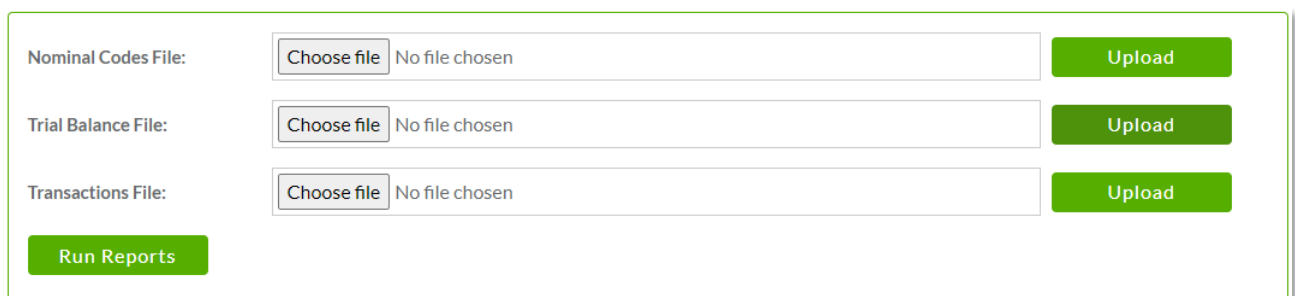 Nominal Codes File: Choose file No file chosen Upload
Trial Balance File: Choose file No file chosen Upload
Transactions File: Choose file No file chosen Upload
Run Reports